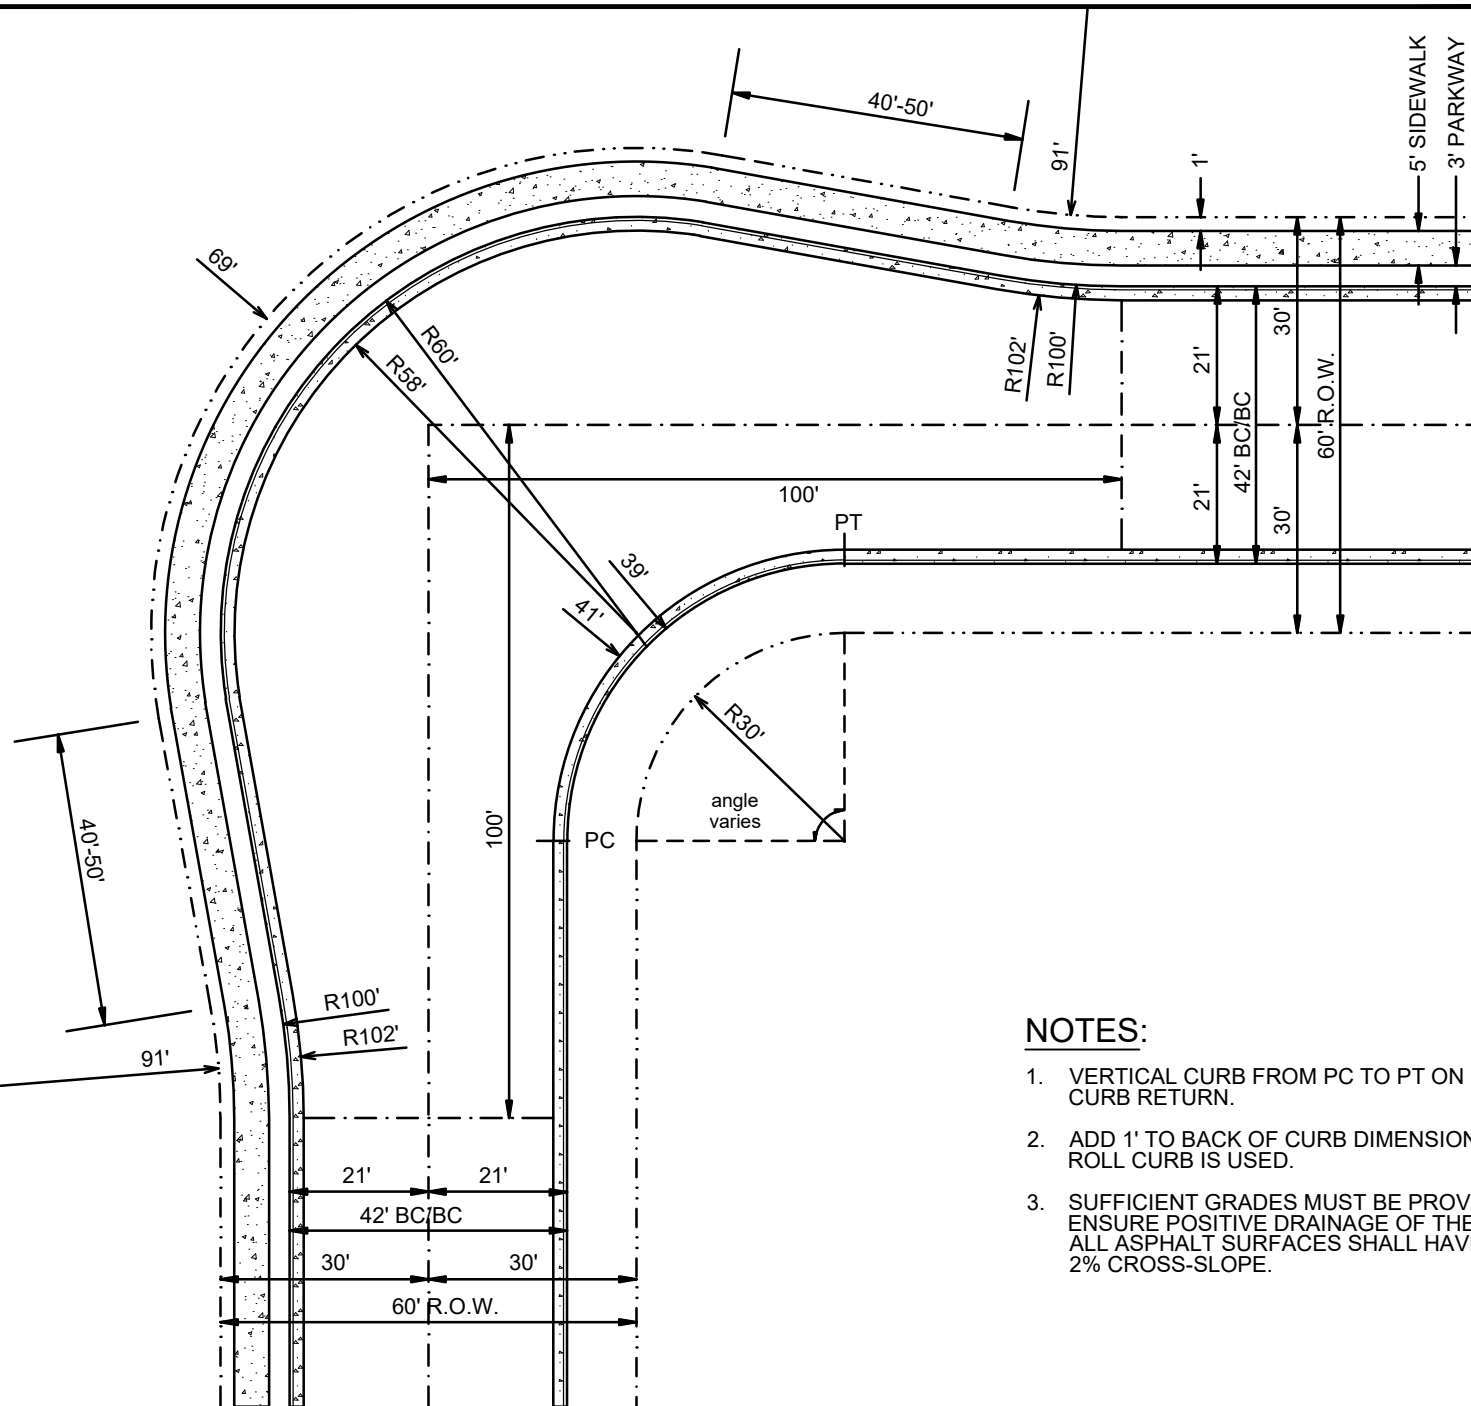 40'-50'
91'
1'
5' SIDEWALK
3' PARKWAY
69'
R60'
R58'
R102'
R100'
21'
30'
42' BC/BC
60' R.O.W.
100'
21'
30'
PT
39'
41'
R30'
angle
varies
100'
PC
40'-50'
R100'
R102'
91'
21'
21'
42' BC/BC
30'
30'
60' R.O.W.
NOTES:
1. VERTICAL CURB FROM PC TO PT ON
CURB RETURN.
2. ADD 1' TO BACK OF CURB DIMENSION
ROLL CURB IS USED.
3. SUFFICIENT GRADES MUST BE PROV
ENSURE POSITIVE DRAINAGE OF THE
ALL ASPHALT SURFACES SHALL HAV
2% CROSS-SLOPE.